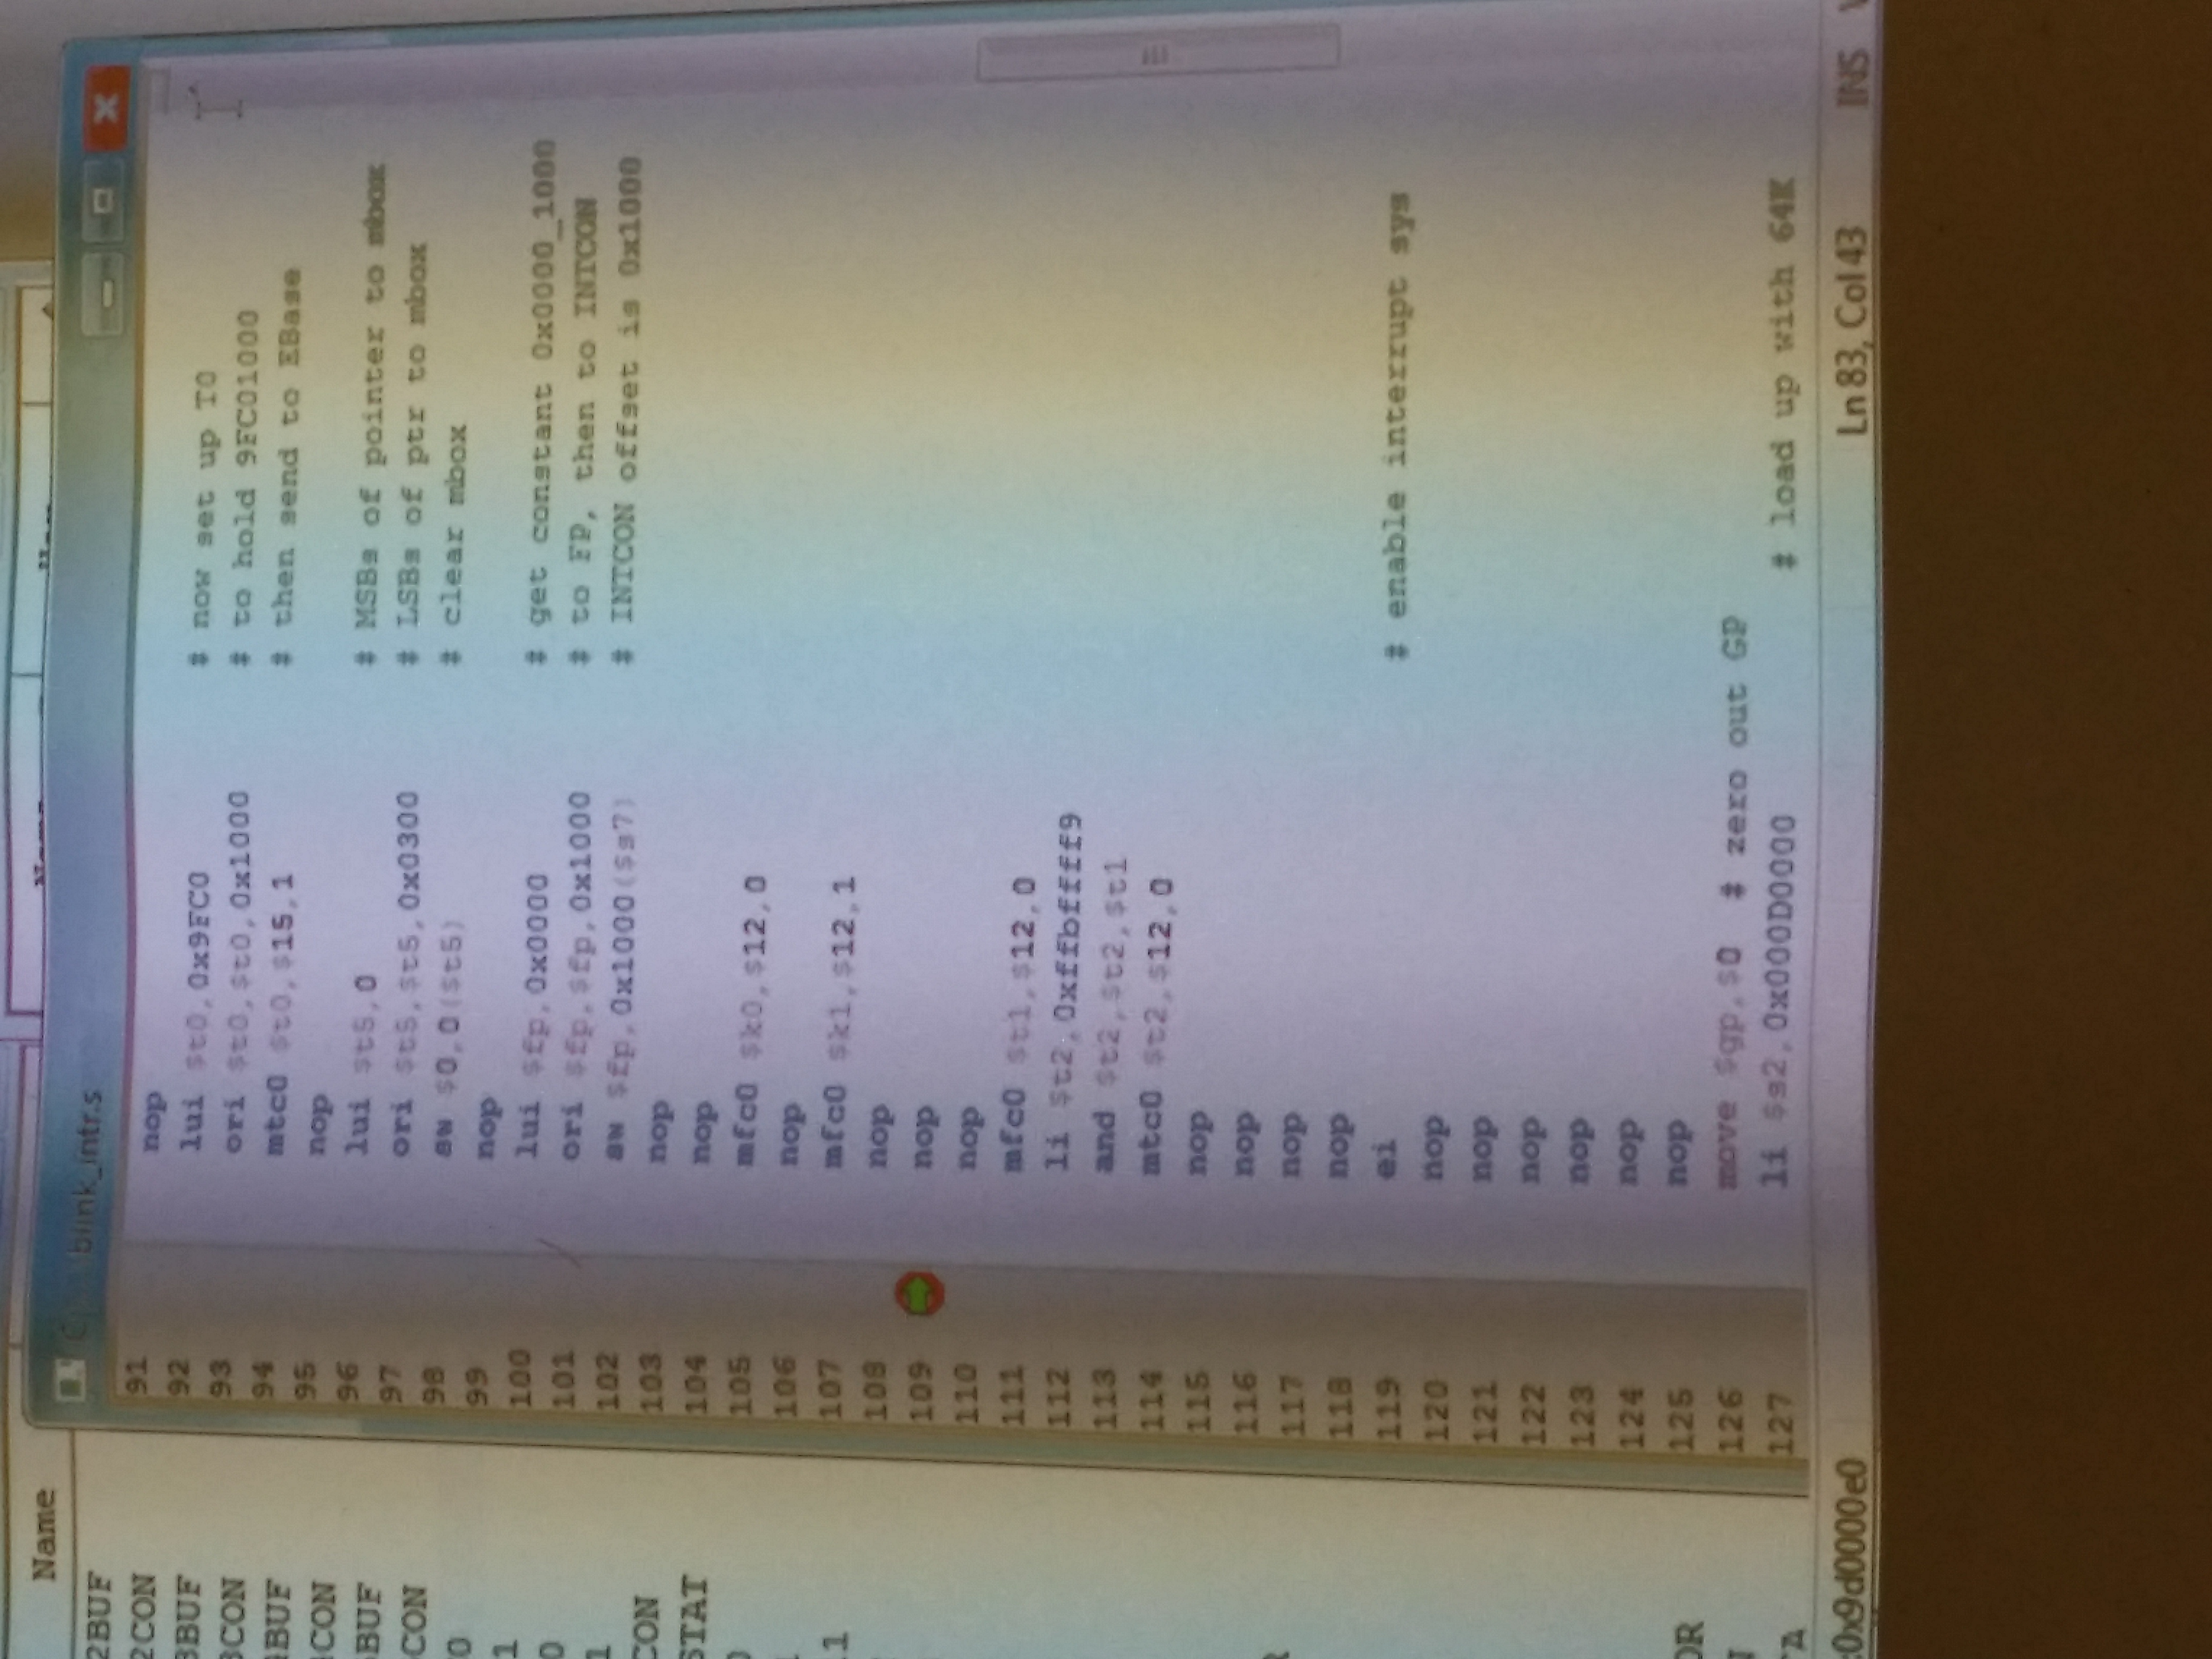 Name
blink_intr.s
2BUF
2CON
3BUF
3CON
BUF
CON
BUF
CON
0
1
0
1
CON
STAT
1
OR
TA
91 nop
92 lui $t0,0x9FC0 # now set up T0
93 ori $t0,$t0,0x1000 # to hold 9FC01000
94 mtc0 $t0,$15,1 # then send to EBase
95 nop
96 lui $t5,0 # MSBs of pointer to mbox
97 ori $t5,$t5,0x0300 # LSBs of ptr to mbox
98 sw $0,0($t5) # clear mbox
99 nop
100 lui $fp,0x0000 # get constant 0x0000_1000
101 ori $fp,$fp,0x1000 # to FP, then to INTCON
102 sw $fp,0x1000($s7) # INTCON offset is 0x1000
103 nop
104 nop
105 mfc0 $k0,$12,0
106 nop
107 mfc0 $k1,$12,1
108 nop
109 nop
110 nop
111 mfc0 $t1,$12,0
112 li $t2,0xffbffff9
113 and $t2,$t2,$t1
114 mtc0 $t2,$12,0
115 nop
116 nop
117 nop
118 nop
119 ei # enable interrupt sys
120 nop
121 nop
122 nop
123 nop
124 nop
125 nop
126 move $gp,$0 # zero out GP
127 li $s2,0x000D0000 # load up with 64K
:0x9d0000e0 Ln 83, Col 43 INS